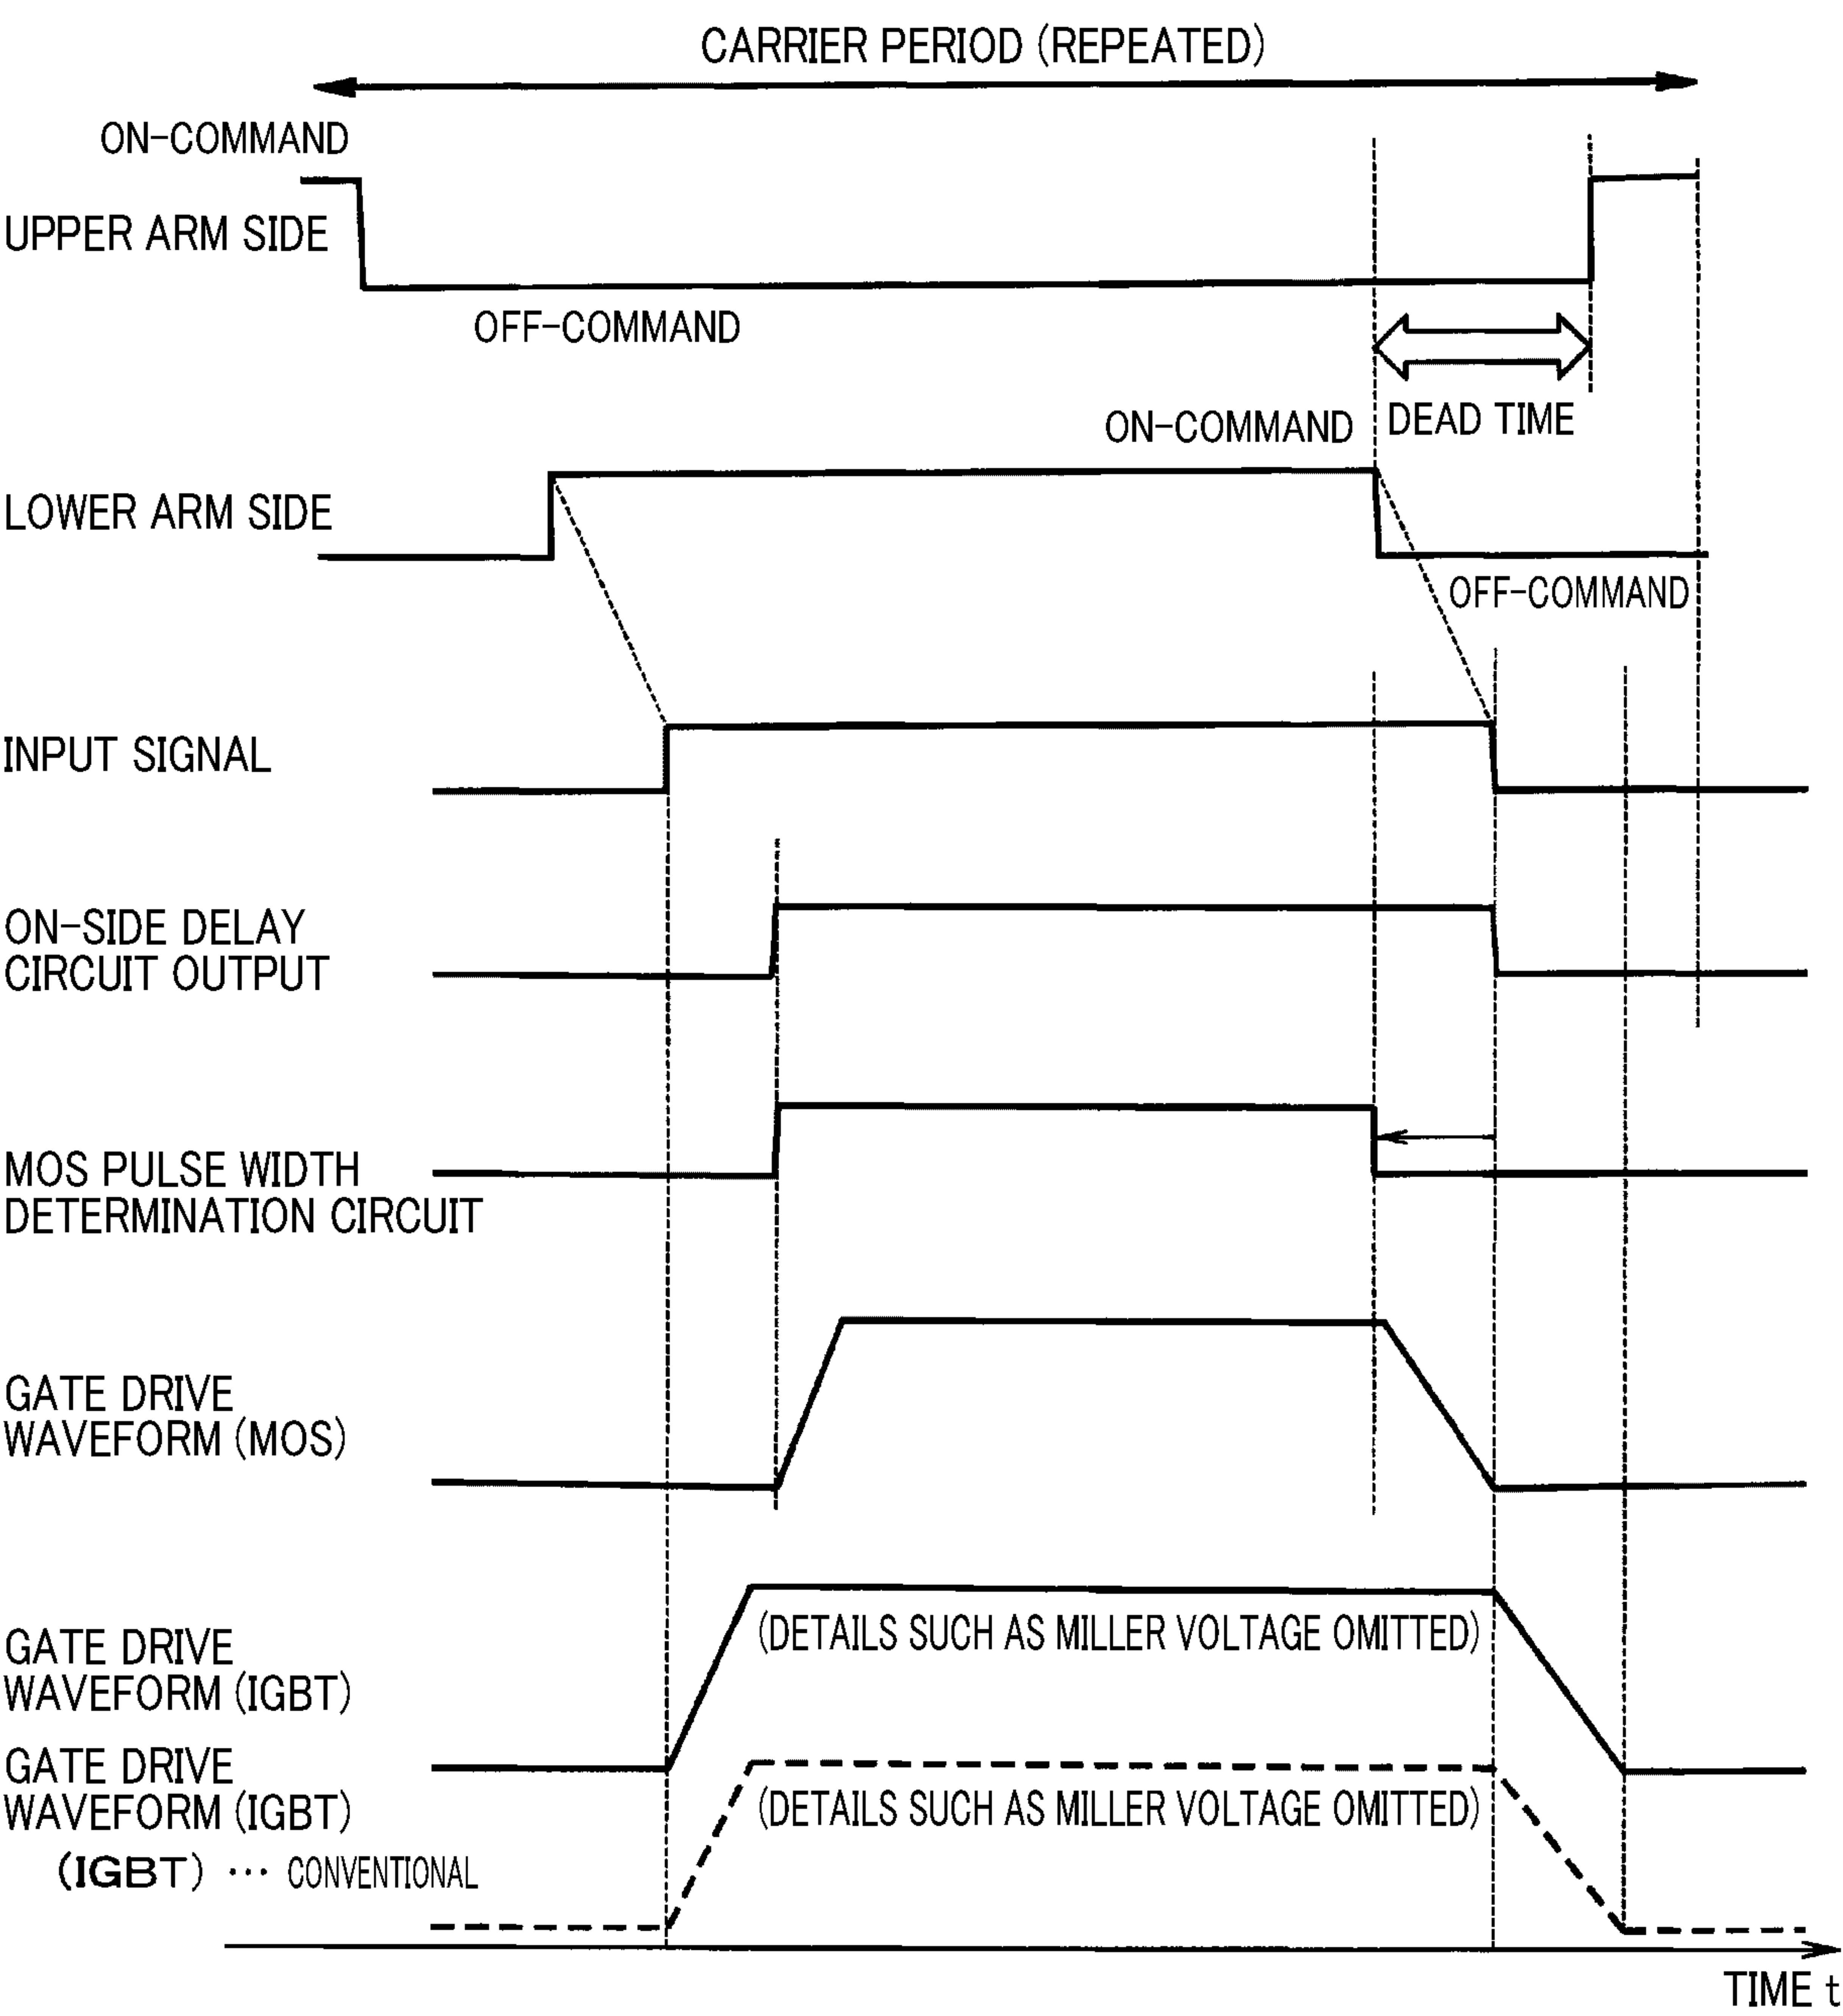 CARRIER PERIOD (REPEATED)
ON-COMMAND
UPPER ARM SIDE
OFF-COMMAND
DEAD TIME
ON-COMMAND
LOWER ARM SIDE
OFF-COMMAND
INPUT SIGNAL
ON-SIDE DELAY
CIRCUIT OUTPUT
MOS PULSE WIDTH
DETERMINATION CIRCUIT
GATE DRIVE
WAVEFORM (MOS)
(DETAILS SUCH AS MILLER VOLTAGE OMITTED)
GATE DRIVE
WAVEFORM (IGBT)
GATE DRIVE
WAVEFORM (IGBT)
(DETAILS SUCH AS MILLER VOLTAGE OMITTED)
(IGBT) ··· CONVENTIONAL
TIME t